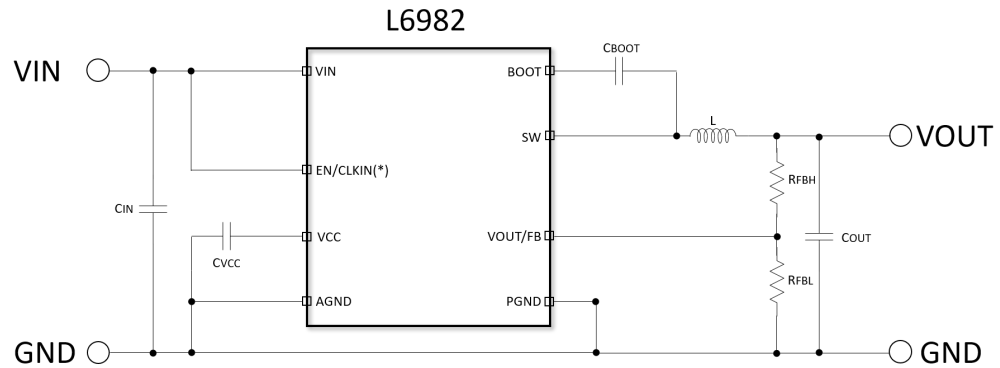 L6982
VIN
VIN
BOOT
CBOOT
SW
L
VOUT
EN/CLKIN(*)
RFBH
CIN
CVCC
VCC
VOUT/FB
COUT
AGND
PGND
RFBL
GND
GND